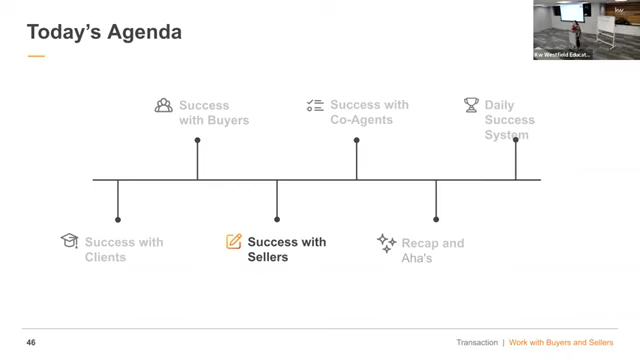 Today's Agenda
kw
Kw Westfield Educat...
Success
with Buyers
Success with
Co-Agents
Daily
Success
System
Success with
Clients
Success with
Sellers
Recap and
Aha's
46
Transaction | Work with Buyers and Sellers